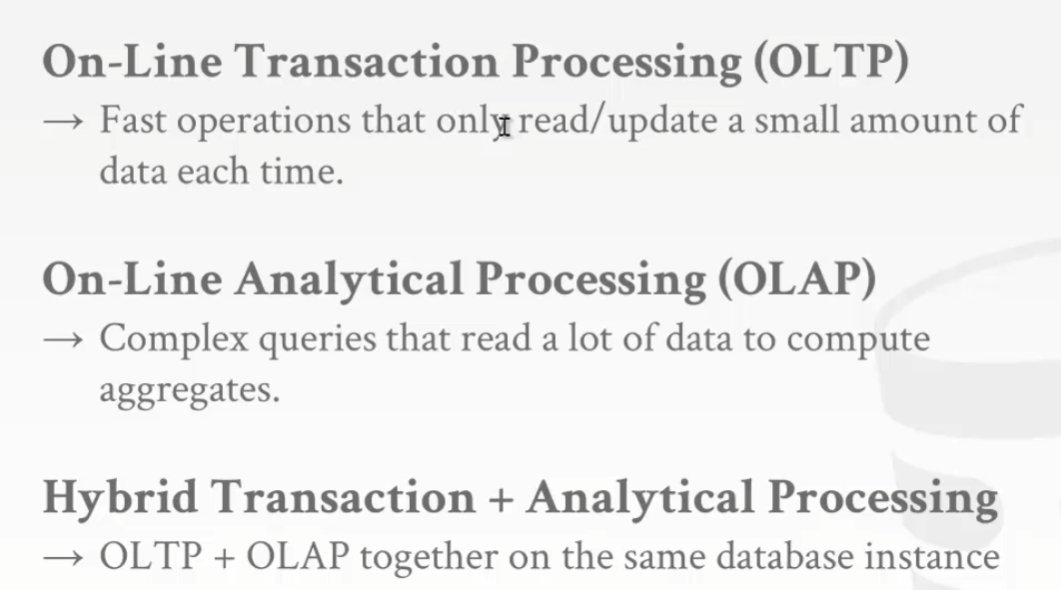 On-Line Transaction Processing (OLTP)
→ Fast operations that only read/update a small amount of
data each time.
On-Line Analytical Processing (OLAP)
→ Complex queries that read a lot of data to compute
aggregates.
Hybrid Transaction + Analytical Processing
→ OLTP + OLAP together on the same database instance